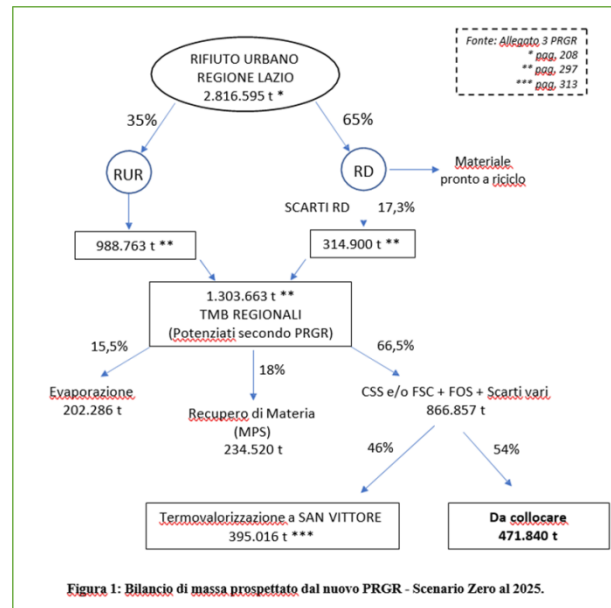 Fonte: Allegato 3 PRGR
* pag, 208
** pag, 297
*** pag, 313
RIFIUTO URBANO
REGIONE LAZIO
2.816.595 t *
35%
65%
RUR
RD
Materiale
pronto a riciclo
SCARTI RD
17,3%
988.763 t **
314.900 t **
1.303.663 t **
TMB REGIONALI
(Potenziati secondo PRGR)
15,5%
18%
66,5%
Evaporazione
202.286 t
Recupero di Materia
(MPS)
234.520 t
CSS e/o FSC + FOS + Scarti vari
866.857 t
46%
54%
Termovalorizzazione a SAN VITTORE
395.016 t ***
Da collocare
471.840 t
Figura 1: Bilancio di massa prospettato dal nuovo PRGR - Scenario Zero al 2025.